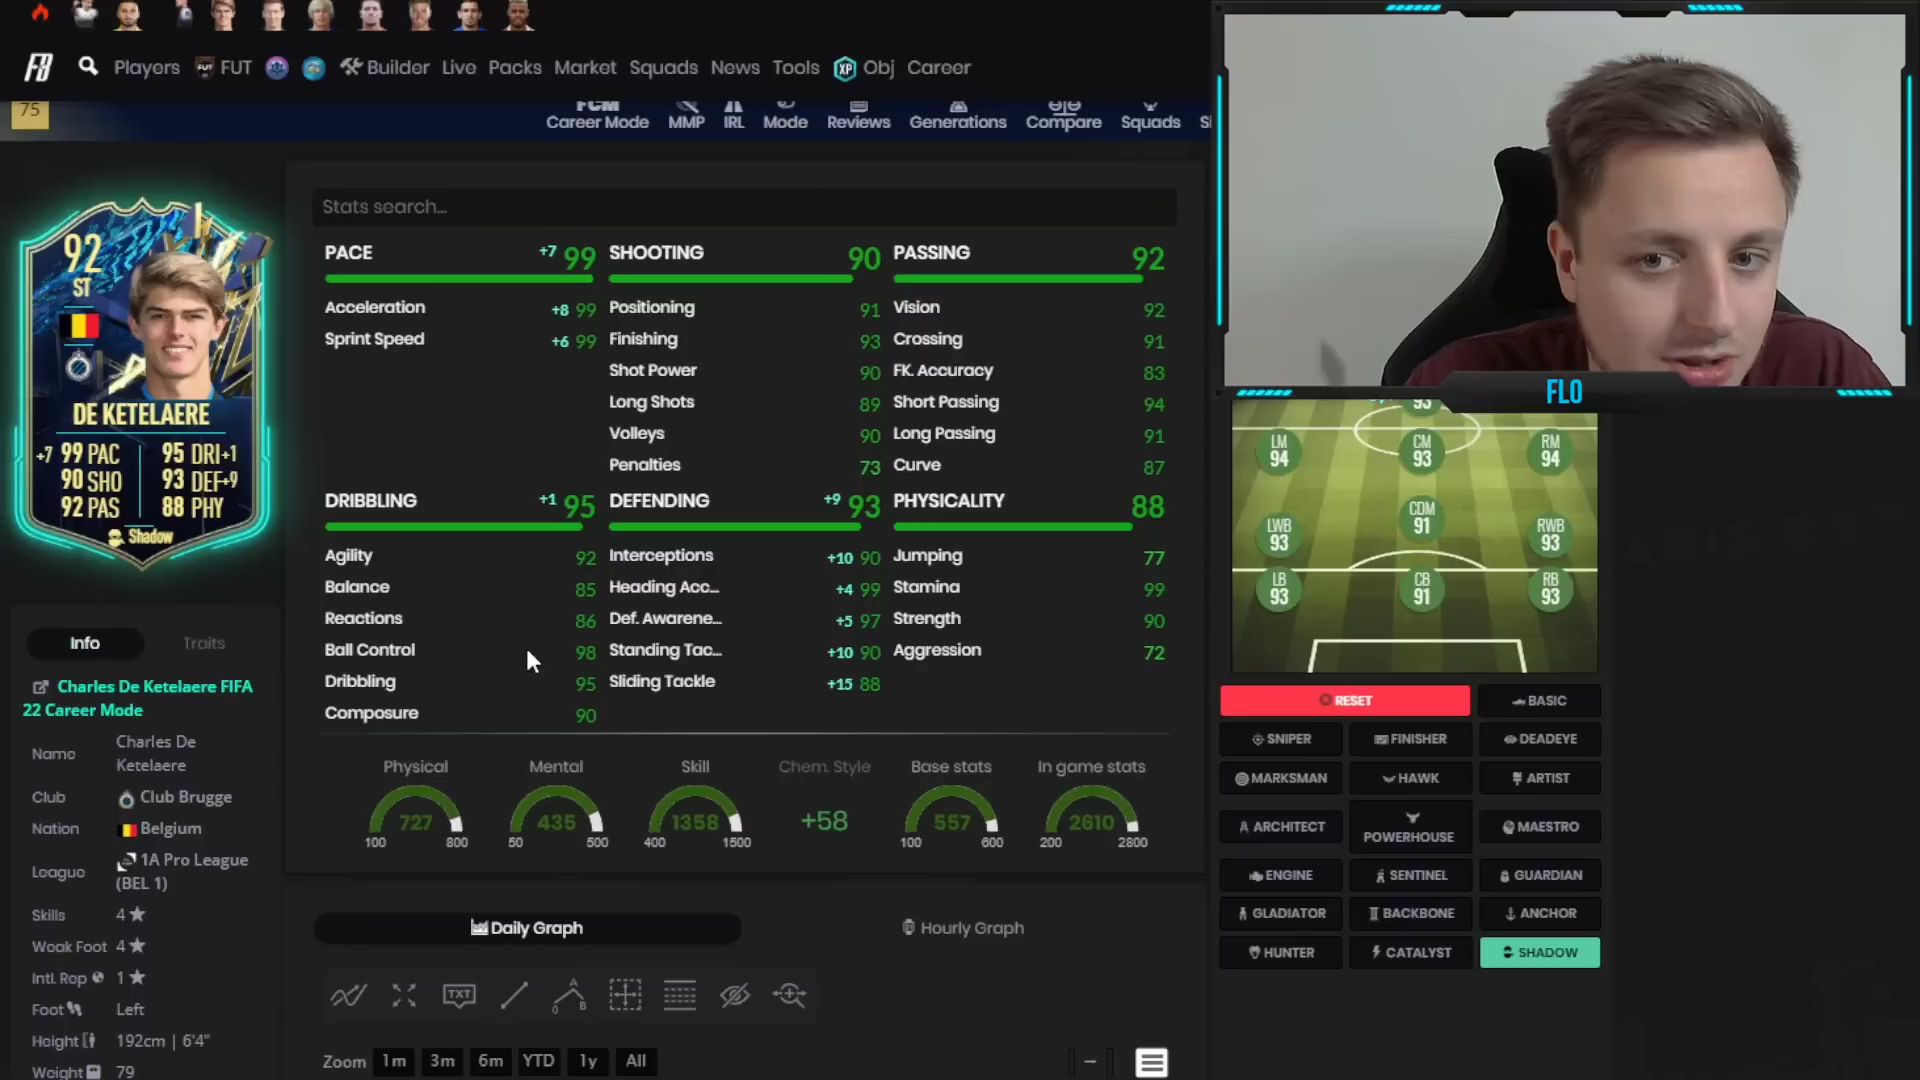 FB Players FUT Builder Live Packs Market Squads News Tools XP Obj Career
75
FCM Career Mode MMP IRL Mode Reviews Generations Compare Squads
92
ST
DE KETELAERE
+7 99 PAC 95 DRI+1
90 SHO 93 DEF+9
92 PAS 88 PHY
Shadow
Stats search...
PACE +7 99
Acceleration +8 99
Sprint Speed +6 99
SHOOTING 90
Positioning 91
Finishing 93
Shot Power 90
Long Shots 89
Volleys 90
Penalties 73
PASSING 92
Vision 92
Crossing 91
FK. Accuracy 83
Short Passing 94
Long Passing 91
Curve 87
DRIBBLING +1 95
Agility 92
Balance 85
Reactions 86
Ball Control 98
Dribbling 95
Composure 90
DEFENDING +9 93
Interceptions +10 90
Heading Acc... +4 99
Def. Awarene... +5 97
Standing Tac... +10 90
Sliding Tackle +15 88
PHYSICALITY 88
Jumping 77
Stamina 99
Strength 90
Aggression 72
Physical Mental Skill Chem. Style Base stats In game stats
727 435 1358 +58 557 2610
100 800 50 500 400 1500 100 600 200 2800
Info Traits
Charles De Ketelaere FIFA
22 Career Mode
Name Charles De
Ketelaere
Club Club Brugge
Nation Belgium
League 1A Pro League
(BEL 1)
Skills 4
Weak Foot 4
Intl. Rep 1
Foot Left
Height 192cm | 6'4"
Weight 79
Daily Graph Hourly Graph
TXT
A
0 B
Zoom 1m 3m 6m YTD 1y All
FLO
93
LM CM RM
94 93 94
CDM
91
LWB RWB
93 93
LB CB RB
93 91 93
RESET BASIC
SNIPER FINISHER DEADEYE
MARKSMAN HAWK ARTIST
ARCHITECT POWERHOUSE MAESTRO
ENGINE SENTINEL GUARDIAN
GLADIATOR BACKBONE ANCHOR
HUNTER CATALYST SHADOW